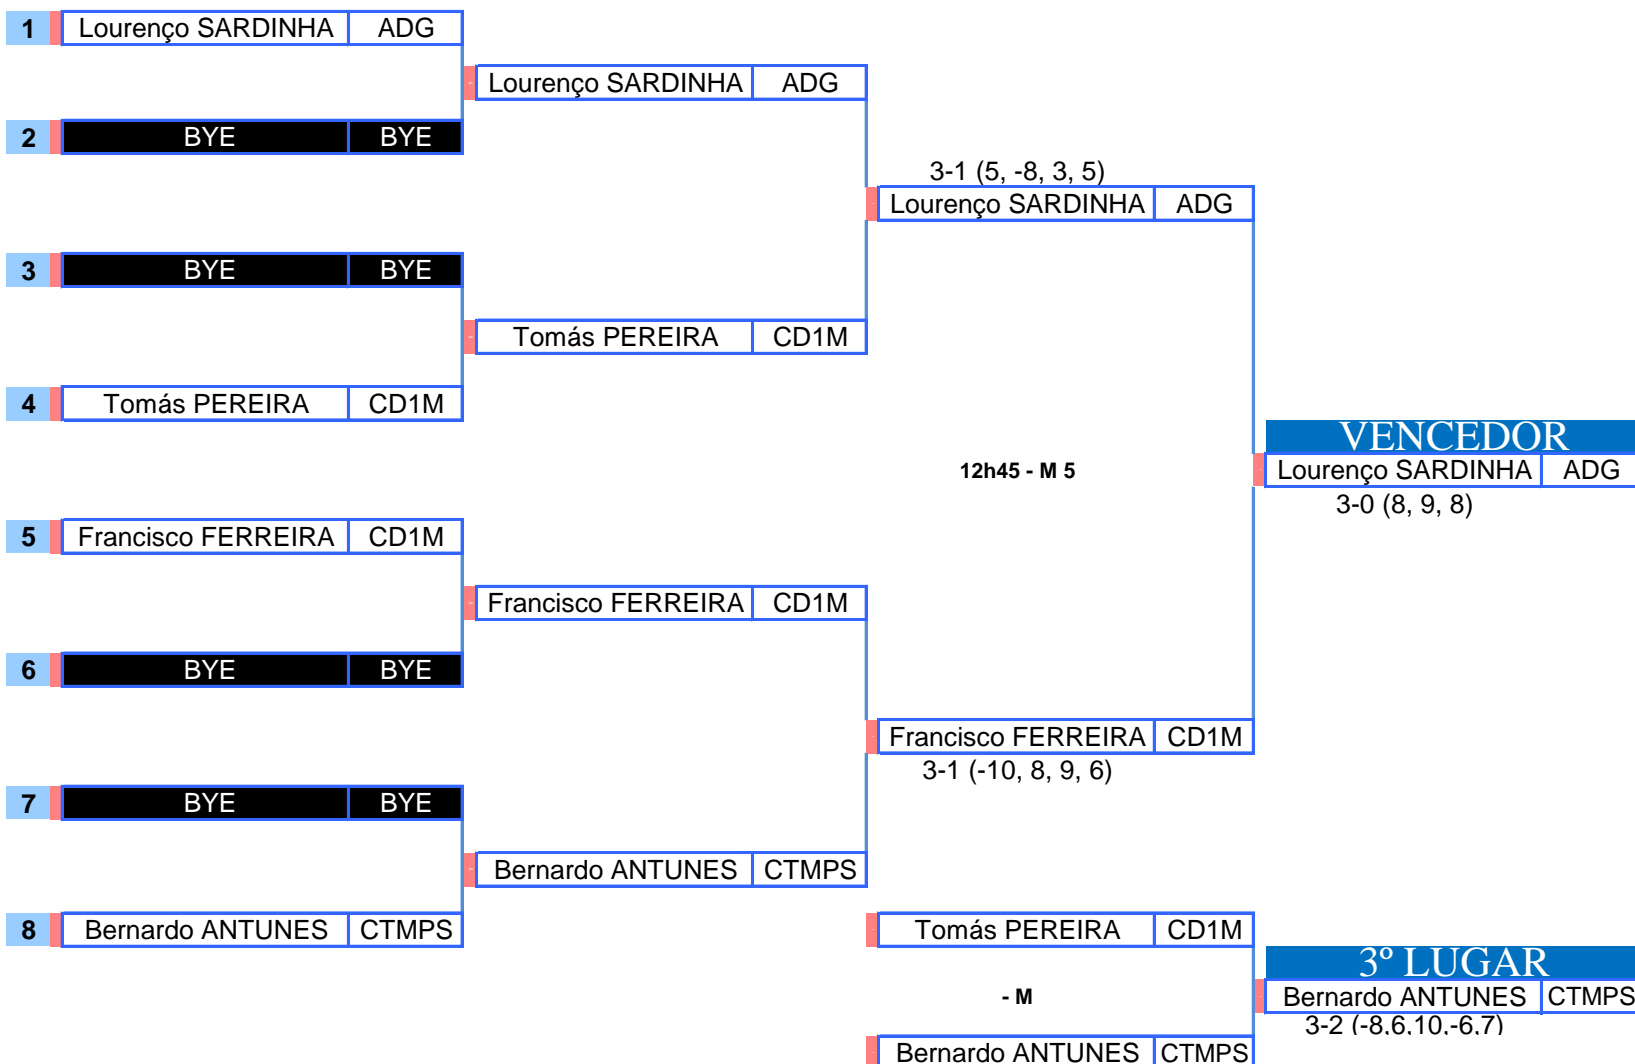 1 Lourenço SARDINHA ADG
Lourenço SARDINHA ADG
2 BYE BYE
3-1 (5, -8, 3, 5)
Lourenço SARDINHA ADG
3 BYE BYE
Tomás PEREIRA CD1M
4 Tomás PEREIRA CD1M
VENCEDOR
12h45 - M 5
Lourenço SARDINHA ADG
3-0 (8, 9, 8)
5 Francisco FERREIRA CD1M
Francisco FERREIRA CD1M
6 BYE BYE
Francisco FERREIRA CD1M
3-1 (-10, 8, 9, 6)
7 BYE BYE
Bernardo ANTUNES CTMPS
8 Bernardo ANTUNES CTMPS
Tomás PEREIRA CD1M
3º LUGAR
- M
Bernardo ANTUNES CTMPS
3-2 (-8,6,10,-6,7)
Bernardo ANTUNES CTMPS